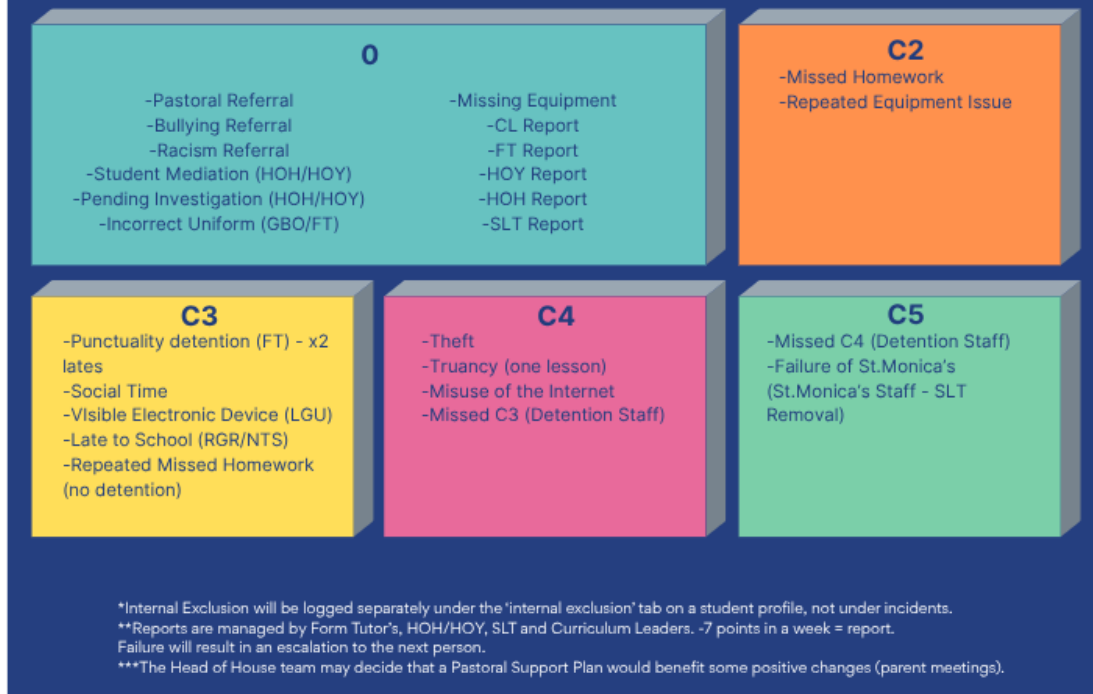 0
-Pastoral Referral
-Bullying Referral
-Racism Referral
-Student Mediation (HOH/HOY)
-Pending Investigation (HOH/HOY)
-Incorrect Uniform (GBO/FT)
-Missing Equipment
-CL Report
-FT Report
-HOY Report
-HOH Report
-SLT Report
C2
-Missed Homework
-Repeated Equipment Issue
C3
-Punctuality detention (FT) - x2
lates
-Social Time
-VIsible Electronic Device (LGU)
-Late to School (RGR/NTS)
-Repeated Missed Homework
(no detention)
C4
-Theft
-Truancy (one lesson)
-Misuse of the Internet
-Missed C3 (Detention Staff)
C5
-Missed C4 (Detention Staff)
-Failure of St.Monica's
(St.Monica's Staff - SLT
Removal)
*Internal Exclusion will be logged separately under the ‘internal exclusion’ tab on a student profile, not under incidents.
**Reports are managed by Form Tutor’s, HOH/HOY, SLT and Curriculum Leaders. -7 points in a week = report.
Failure will result in an escalation to the next person.
***The Head of House team may decide that a Pastoral Support Plan would benefit some positive changes (parent meetings).